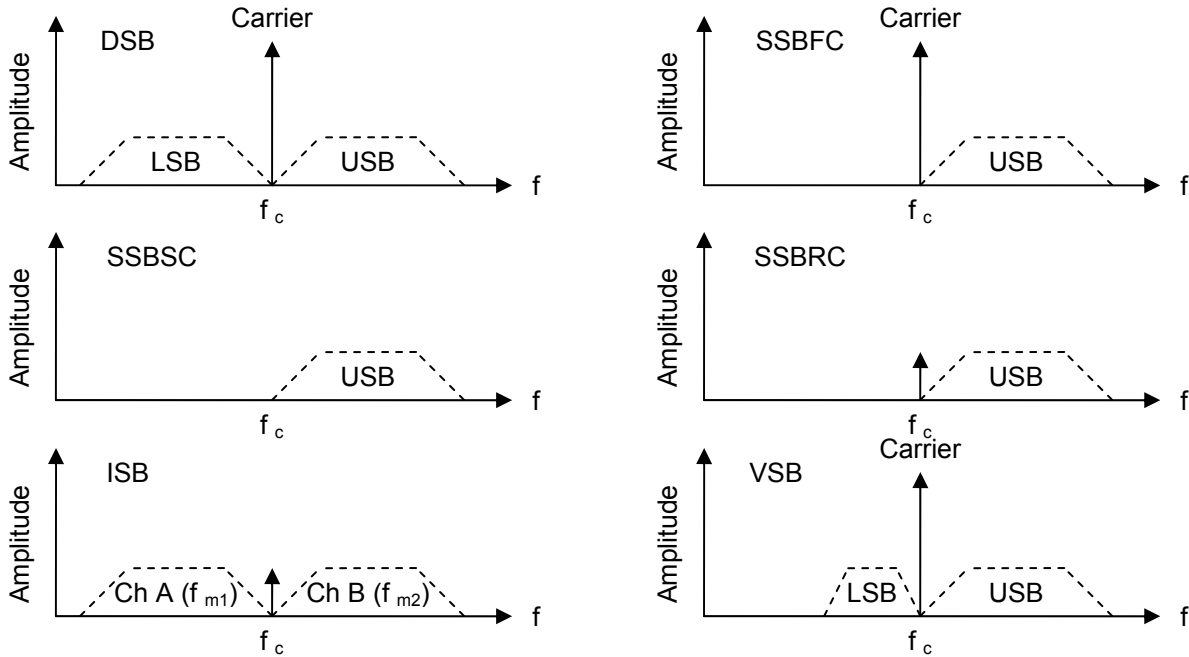 Carrier
DSB
Amplitude
LSB
USB
f
f c
Carrier
SSBFC
Amplitude
USB
f
f c
SSBSC
Amplitude
USB
f
f c
SSBRC
Amplitude
USB
f
f c
ISB
Amplitude
Ch A (f m1)
Ch B (f m2)
f
f c
Carrier
VSB
Amplitude
LSB
USB
f
f c